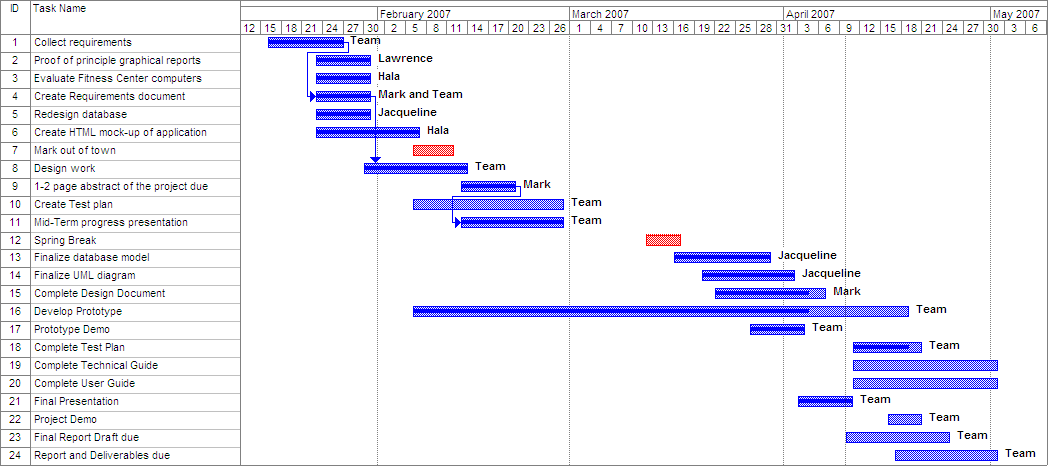 ID Task Name
February 2007 March 2007 April 2007 May 2007
12 15 18 21 24 27 30 2 5 8 11 14 17 20 23 26 1 4 7 10 13 16 19 22 25 28 31 3 6 9 12 15 18 21 24 27 30 3 6
1 Collect requirements Team
2 Proof of principle graphical reports Lawrence
3 Evaluate Fitness Center computers Hala
4 Create Requirements document Mark and Team
5 Redesign database Jacqueline
6 Create HTML mock-up of application Hala
7 Mark out of town
8 Design work Team
9 1-2 page abstract of the project due Mark
10 Create Test plan Team
11 Mid-Term progress presentation Team
12 Spring Break
13 Finalize database model Jacqueline
14 Finalize UML diagram Jacqueline
15 Complete Design Document Mark
16 Develop Prototype Team
17 Prototype Demo Team
18 Complete Test Plan Team
19 Complete Technical Guide
20 Complete User Guide
21 Final Presentation Team
22 Project Demo Team
23 Final Report Draft due Team
24 Report and Deliverables due Team